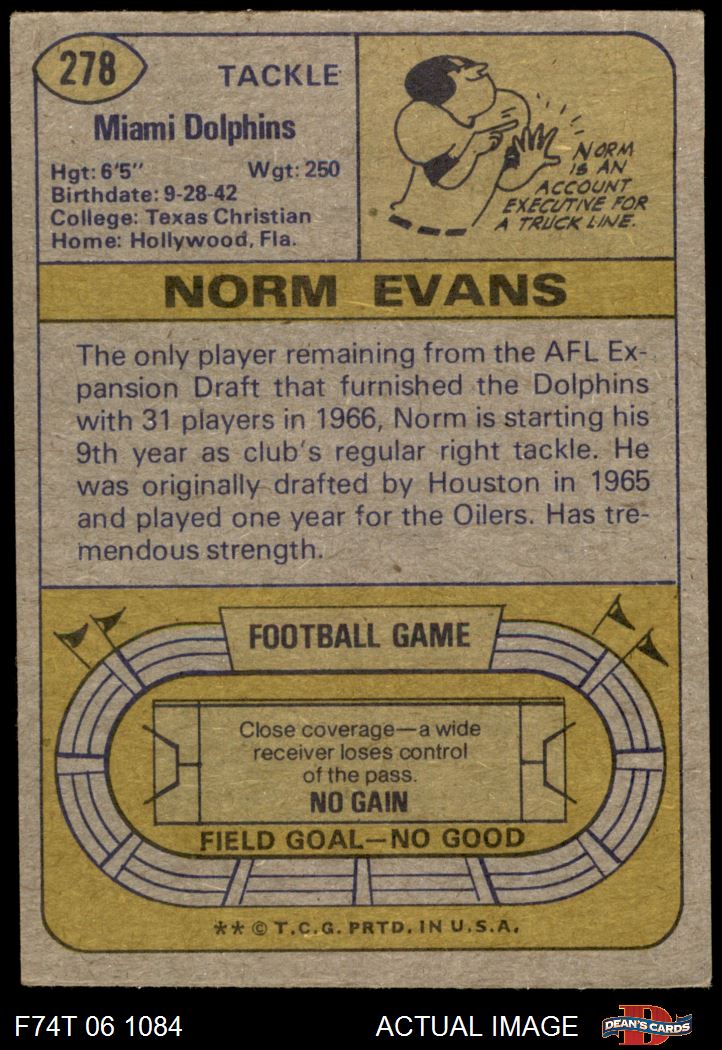 278
TACKLE
Miami Dolphins
Hgt: 6'5" Wgt: 250
Birthdate: 9-28-42
College: Texas Christian
Home: Hollywood, Fla.
NORM
IS AN
ACCOUNT
EXECUTIVE FOR
A TRUCK LINE.
NORM EVANS
The only player remaining from the AFL Ex-
pansion Draft that furnished the Dolphins
with 31 players in 1966, Norm is starting his
9th year as club's regular right tackle. He
was originally drafted by Houston in 1965
and played one year for the Oilers. Has tre-
mendous strength.
FOOTBALL GAME
Close coverage—a wide
receiver loses control
of the pass.
NO GAIN
FIELD GOAL—NO GOOD
** © T.C.G. PRTD. IN U.S.A.
F74T 06 1084 ACTUAL IMAGE
D
DEAN'S CARDS